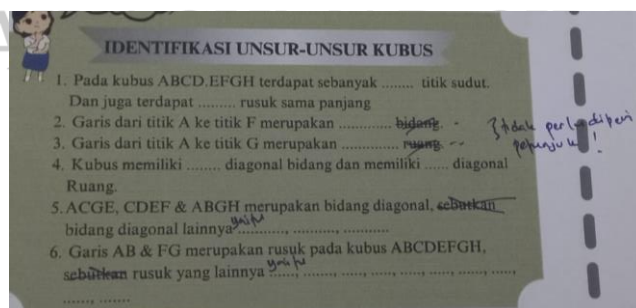 IDENTIFIKASI UNSUR-UNSUR KUBUS
1. Pada kubus ABCD.EFGH terdapat sebanyak ........ titik sudut.
Dan juga terdapat ......... rusuk sama panjang
2. Garis dari titik A ke titik F merupakan ............. bidang.
3. Garis dari titik A ke titik G merupakan ............. ruang.
tidak perlu diberi
petunjuk !
4. Kubus memiliki ........ diagonal bidang dan memiliki ...... diagonal
Ruang.
5. ACGE, CDEF & ABGH merupakan bidang diagonal, sebutkan
yaitu
bidang diagonal lainnya ............, ............, ............
6. Garis AB & FG merupakan rusuk pada kubus ABCDEFGH,
yaitu
sebutkan rusuk yang lainnya ......, ......., ...... ......, ......, ......, ......, ......,
......., .......